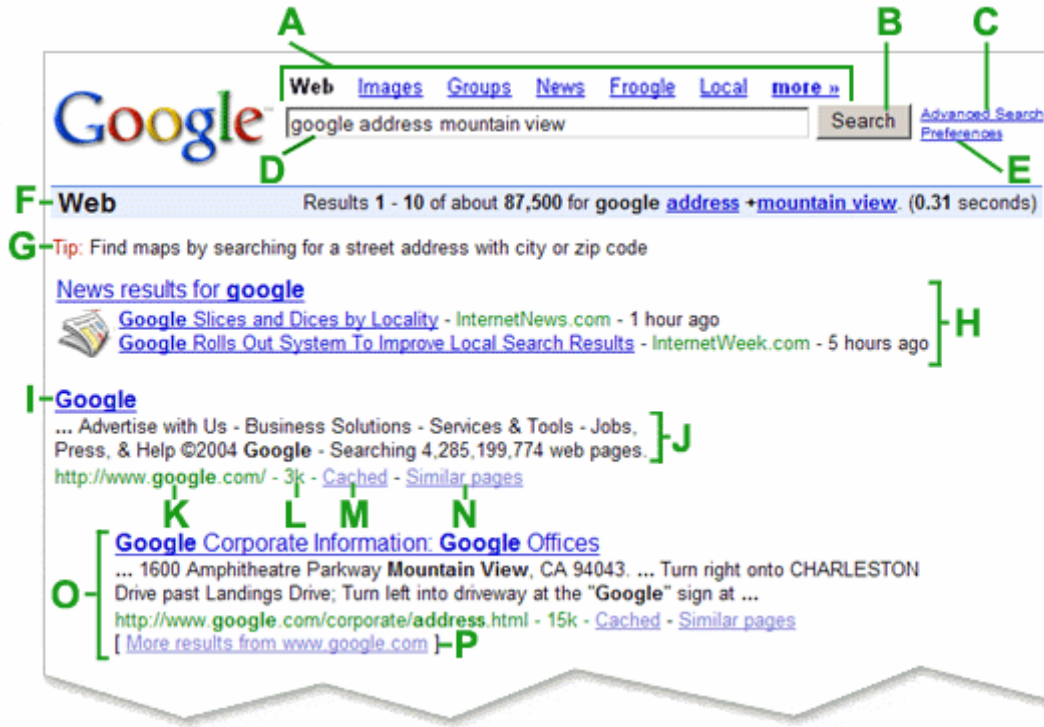 A B C
Web Images Groups News Froogle Local more »
Google™
google address mountain view Search Advanced Search
Preferences
D E
F Web Results 1 - 10 of about 87,500 for google address +mountain view. (0.31 seconds)
G Tip: Find maps by searching for a street address with city or zip code
News results for google
Google Slices and Dices by Locality - InternetNews.com - 1 hour ago
H
Google Rolls Out System To Improve Local Search Results - InternetWeek.com - 5 hours ago
I Google
... Advertise with Us - Business Solutions - Services & Tools - Jobs,
J
Press, & Help ©2004 Google - Searching 4,285,199,774 web pages.
http://www.google.com/ - 3k - Cached - Similar pages
K L M N
Google Corporate Information: Google Offices
... 1600 Amphitheatre Parkway Mountain View, CA 94043. ... Turn right onto CHARLESTON
O Drive past Landings Drive; Turn left into driveway at the "Google" sign at ...
http://www.google.com/corporate/address.html - 15k - Cached - Similar pages
[ More results from www.google.com ] P